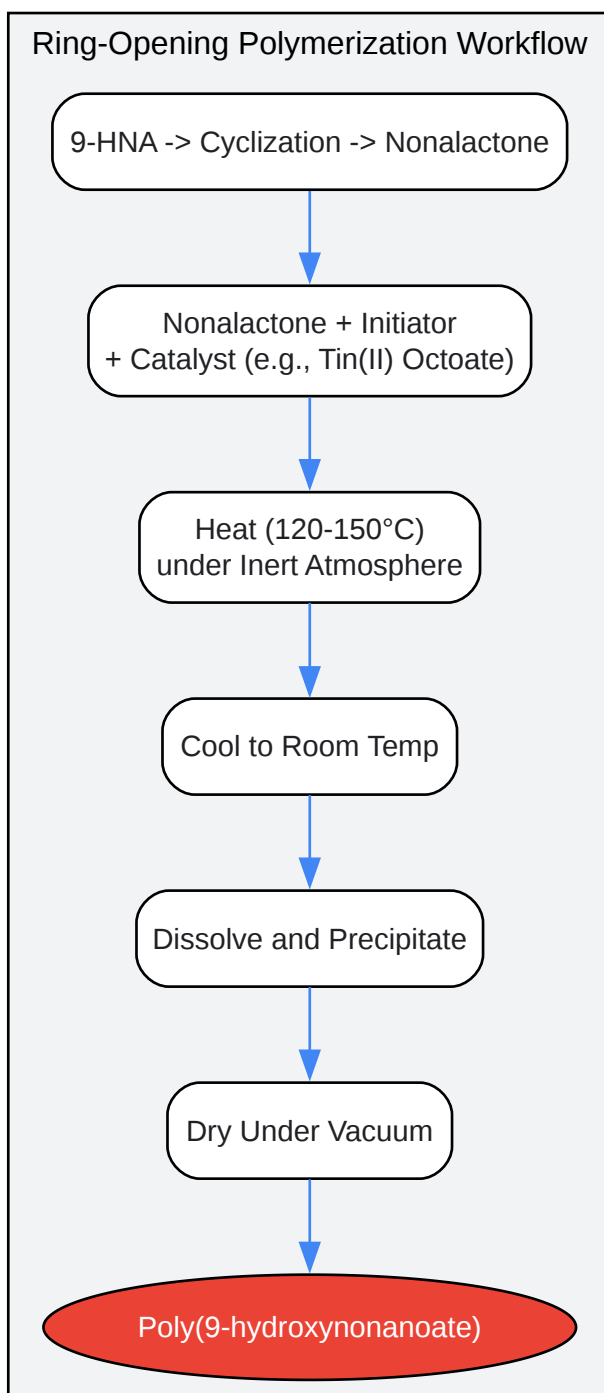 Ring-Opening Polymerization Workflow
9-HNA -> Cyclization -> Nonalactone
Nonalactone + Initiator
+ Catalyst (e.g., Tin(II) Octoate)
Heat (120-150°C)
under Inert Atmosphere
Cool to Room Temp
Dissolve and Precipitate
Dry Under Vacuum
Poly(9-hydroxynonanoate)